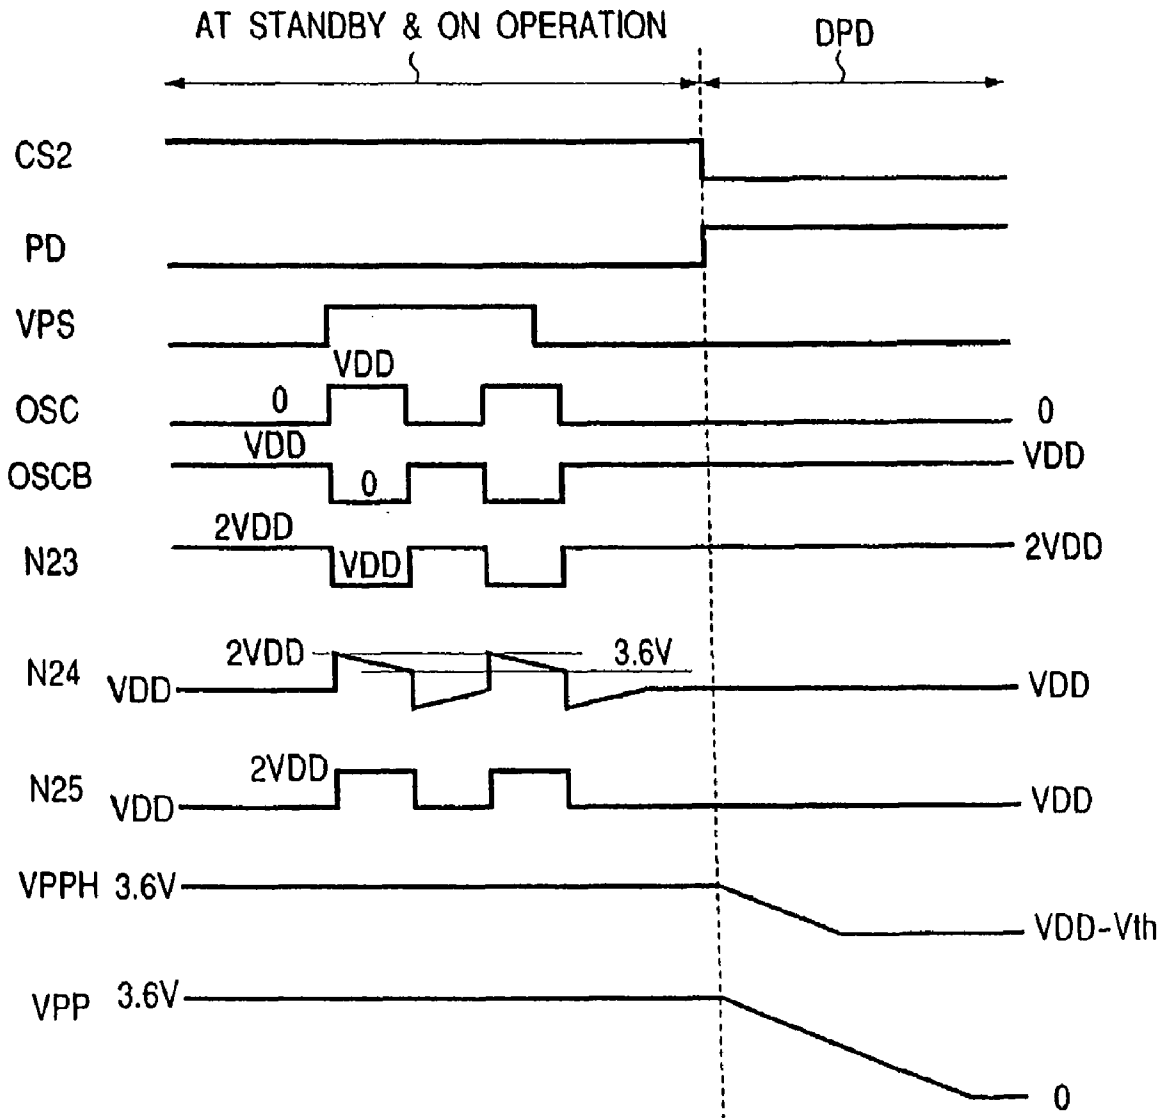 AT STANDBY & ON OPERATION DPD
CS2
PD
VPS
VDD
OSC 0 0
VDD VDD
OSCB 0
2VDD 2VDD
N23 VDD
2VDD 3.6V
N24 VDD VDD
2VDD
N25 VDD VDD
VPPH 3.6V
VDD-Vth
VPP 3.6V
0